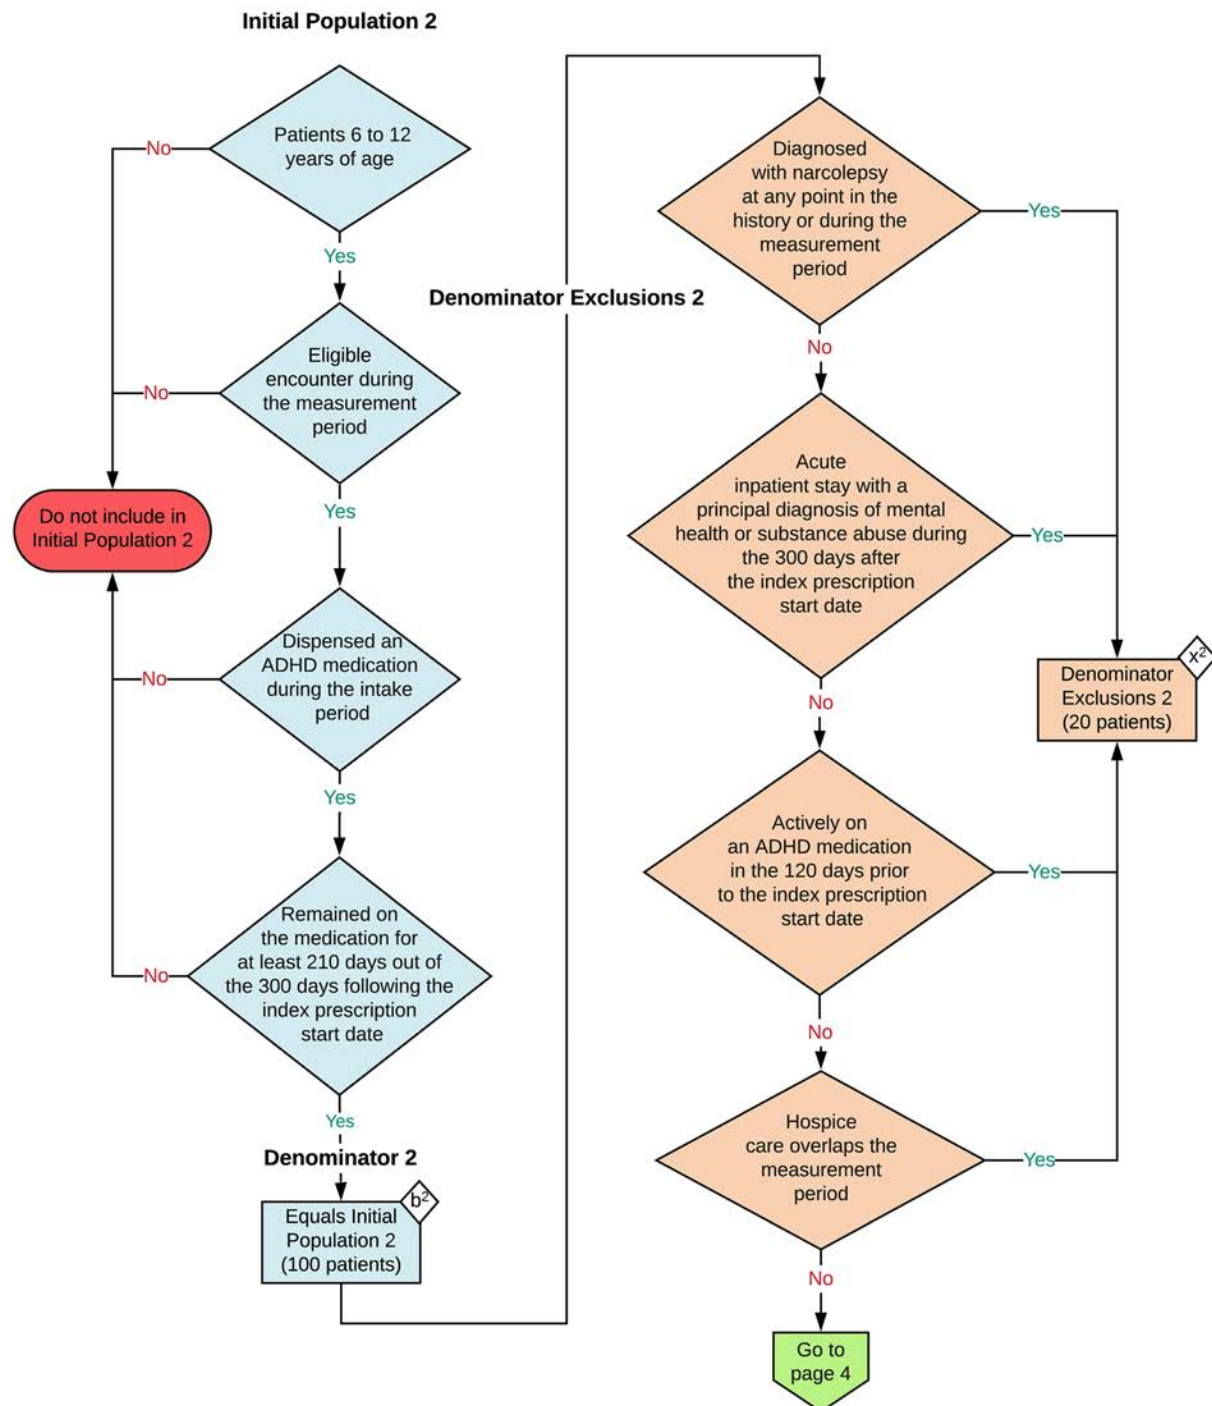 Initial Population 2
Patients 6 to 12
years of age
No
Yes
Eligible
encounter during
the measurement
period
No
Yes
Do not include in
Initial Population 2
Dispensed an
ADHD medication
during the intake
period
No
Yes
Remained on
the medication for
at least 210 days out of
the 300 days following the
index prescription
start date
No
Yes
Denominator 2
b²
Equals Initial
Population 2
(100 patients)
Denominator Exclusions 2
Diagnosed
with narcolepsy
at any point in the
history or during the
measurement
period
Yes
No
Acute
inpatient stay with a
principal diagnosis of mental
health or substance abuse during
the 300 days after
the index prescription
start date
Yes
No
x²
Denominator
Exclusions 2
(20 patients)
Actively on
an ADHD medication
in the 120 days prior
to the index prescription
start date
Yes
No
Hospice
care overlaps the
measurement
period
Yes
No
Go to
page 4